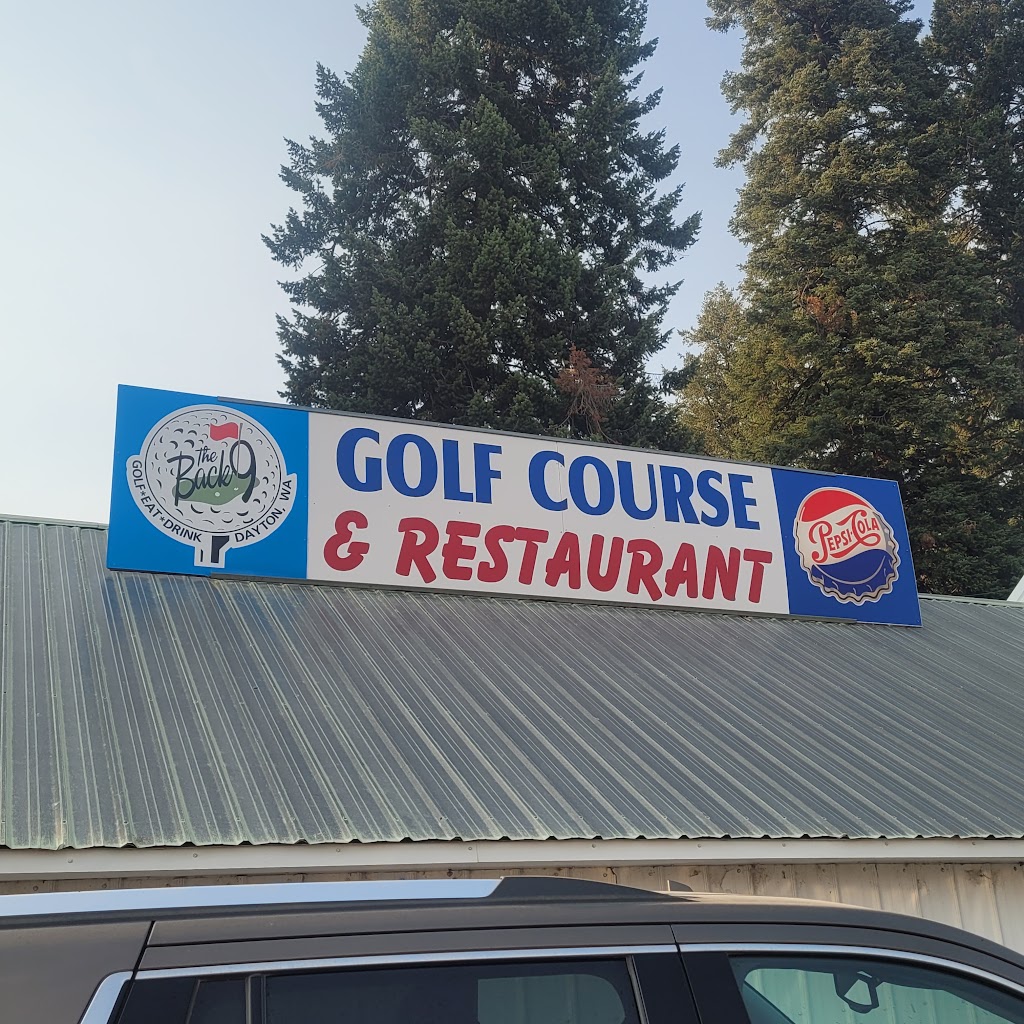 the
Back 9
GOLF★EAT★DRINK DAYTON, WA
GOLF COURSE
& RESTAURANT
PEPSI-COLA